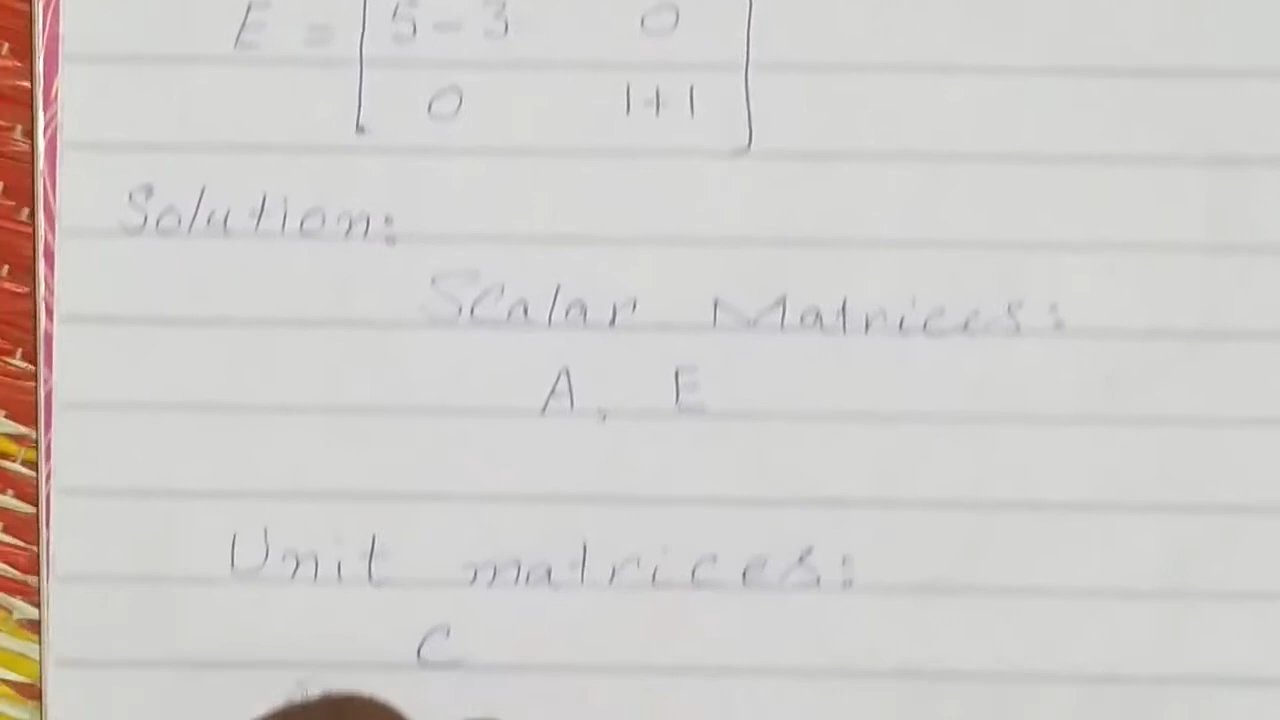 E = [ 5-3 0
0 1+1 ]
Solution:
Scalar Matrices:
A, E
Unit matrices:
C